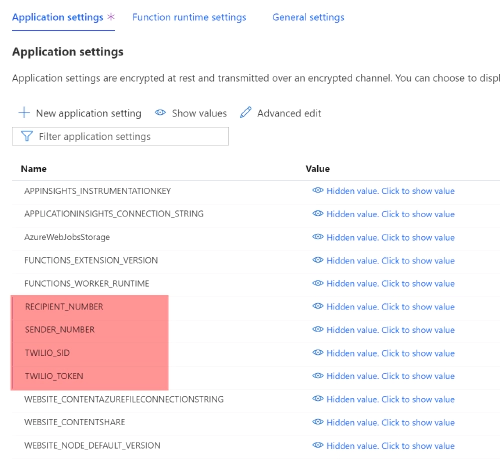 Application settings * Function runtime settings General settings
Application settings
Application settings are encrypted at rest and transmitted over an encrypted channel. You can choose to displ
New application setting Show values Advanced edit
Filter application settings
Name Value
APPINSIGHTS_INSTRUMENTATIONKEY Hidden value. Click to show value
APPLICATIONINSIGHTS_CONNECTION_STRING Hidden value. Click to show value
AzureWebJobsStorage Hidden value. Click to show value
FUNCTIONS_EXTENSION_VERSION Hidden value. Click to show value
FUNCTIONS_WORKER_RUNTIME Hidden value. Click to show value
RECIPIENT_NUMBER Hidden value. Click to show value
SENDER_NUMBER Hidden value. Click to show value
TWILIO_SID Hidden value. Click to show value
TWILIO_TOKEN Hidden value. Click to show value
WEBSITE_CONTENTAZUREFILECONNECTIONSTRING Hidden value. Click to show value
WEBSITE_CONTENTSHARE Hidden value. Click to show value
WEBSITE_NODE_DEFAULT_VERSION Hidden value. Click to show value